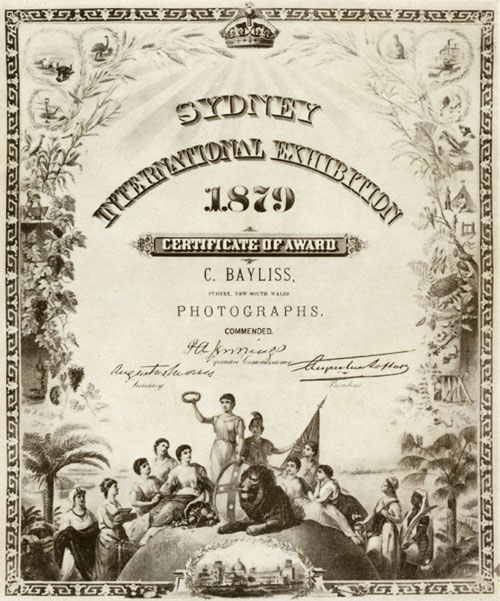 SYDNEY
INTERNATIONAL EXHIBITION
1879
CERTIFICATE OF AWARD
C. BAYLISS,
SYDNEY, NEW SOUTH WALES
PHOTOGRAPHS.
COMMENDED.
P A Jennings
Executive Commissioner
Augustus Morris
Secretary
Augustus Loftus
President